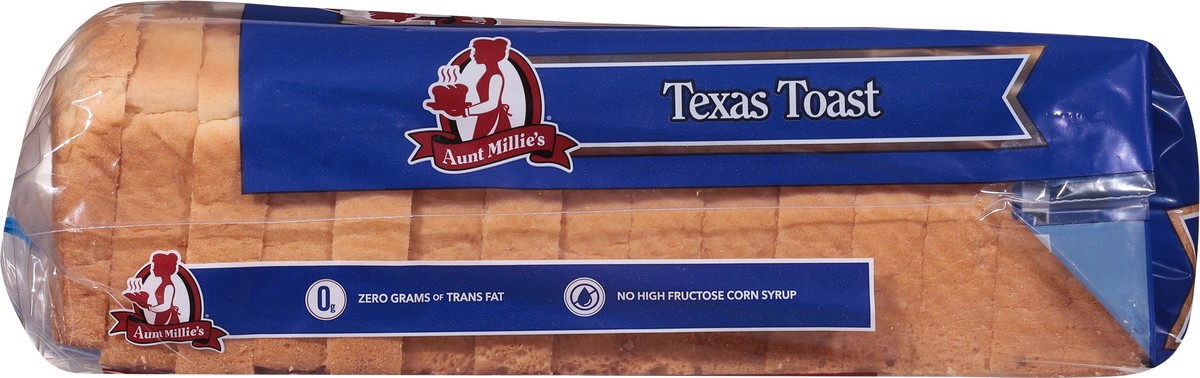 Texas Toast
Aunt Millie's
0g
ZERO GRAMS OF TRANS FAT
NO HIGH FRUCTOSE CORN SYRUP
Aunt Millie's